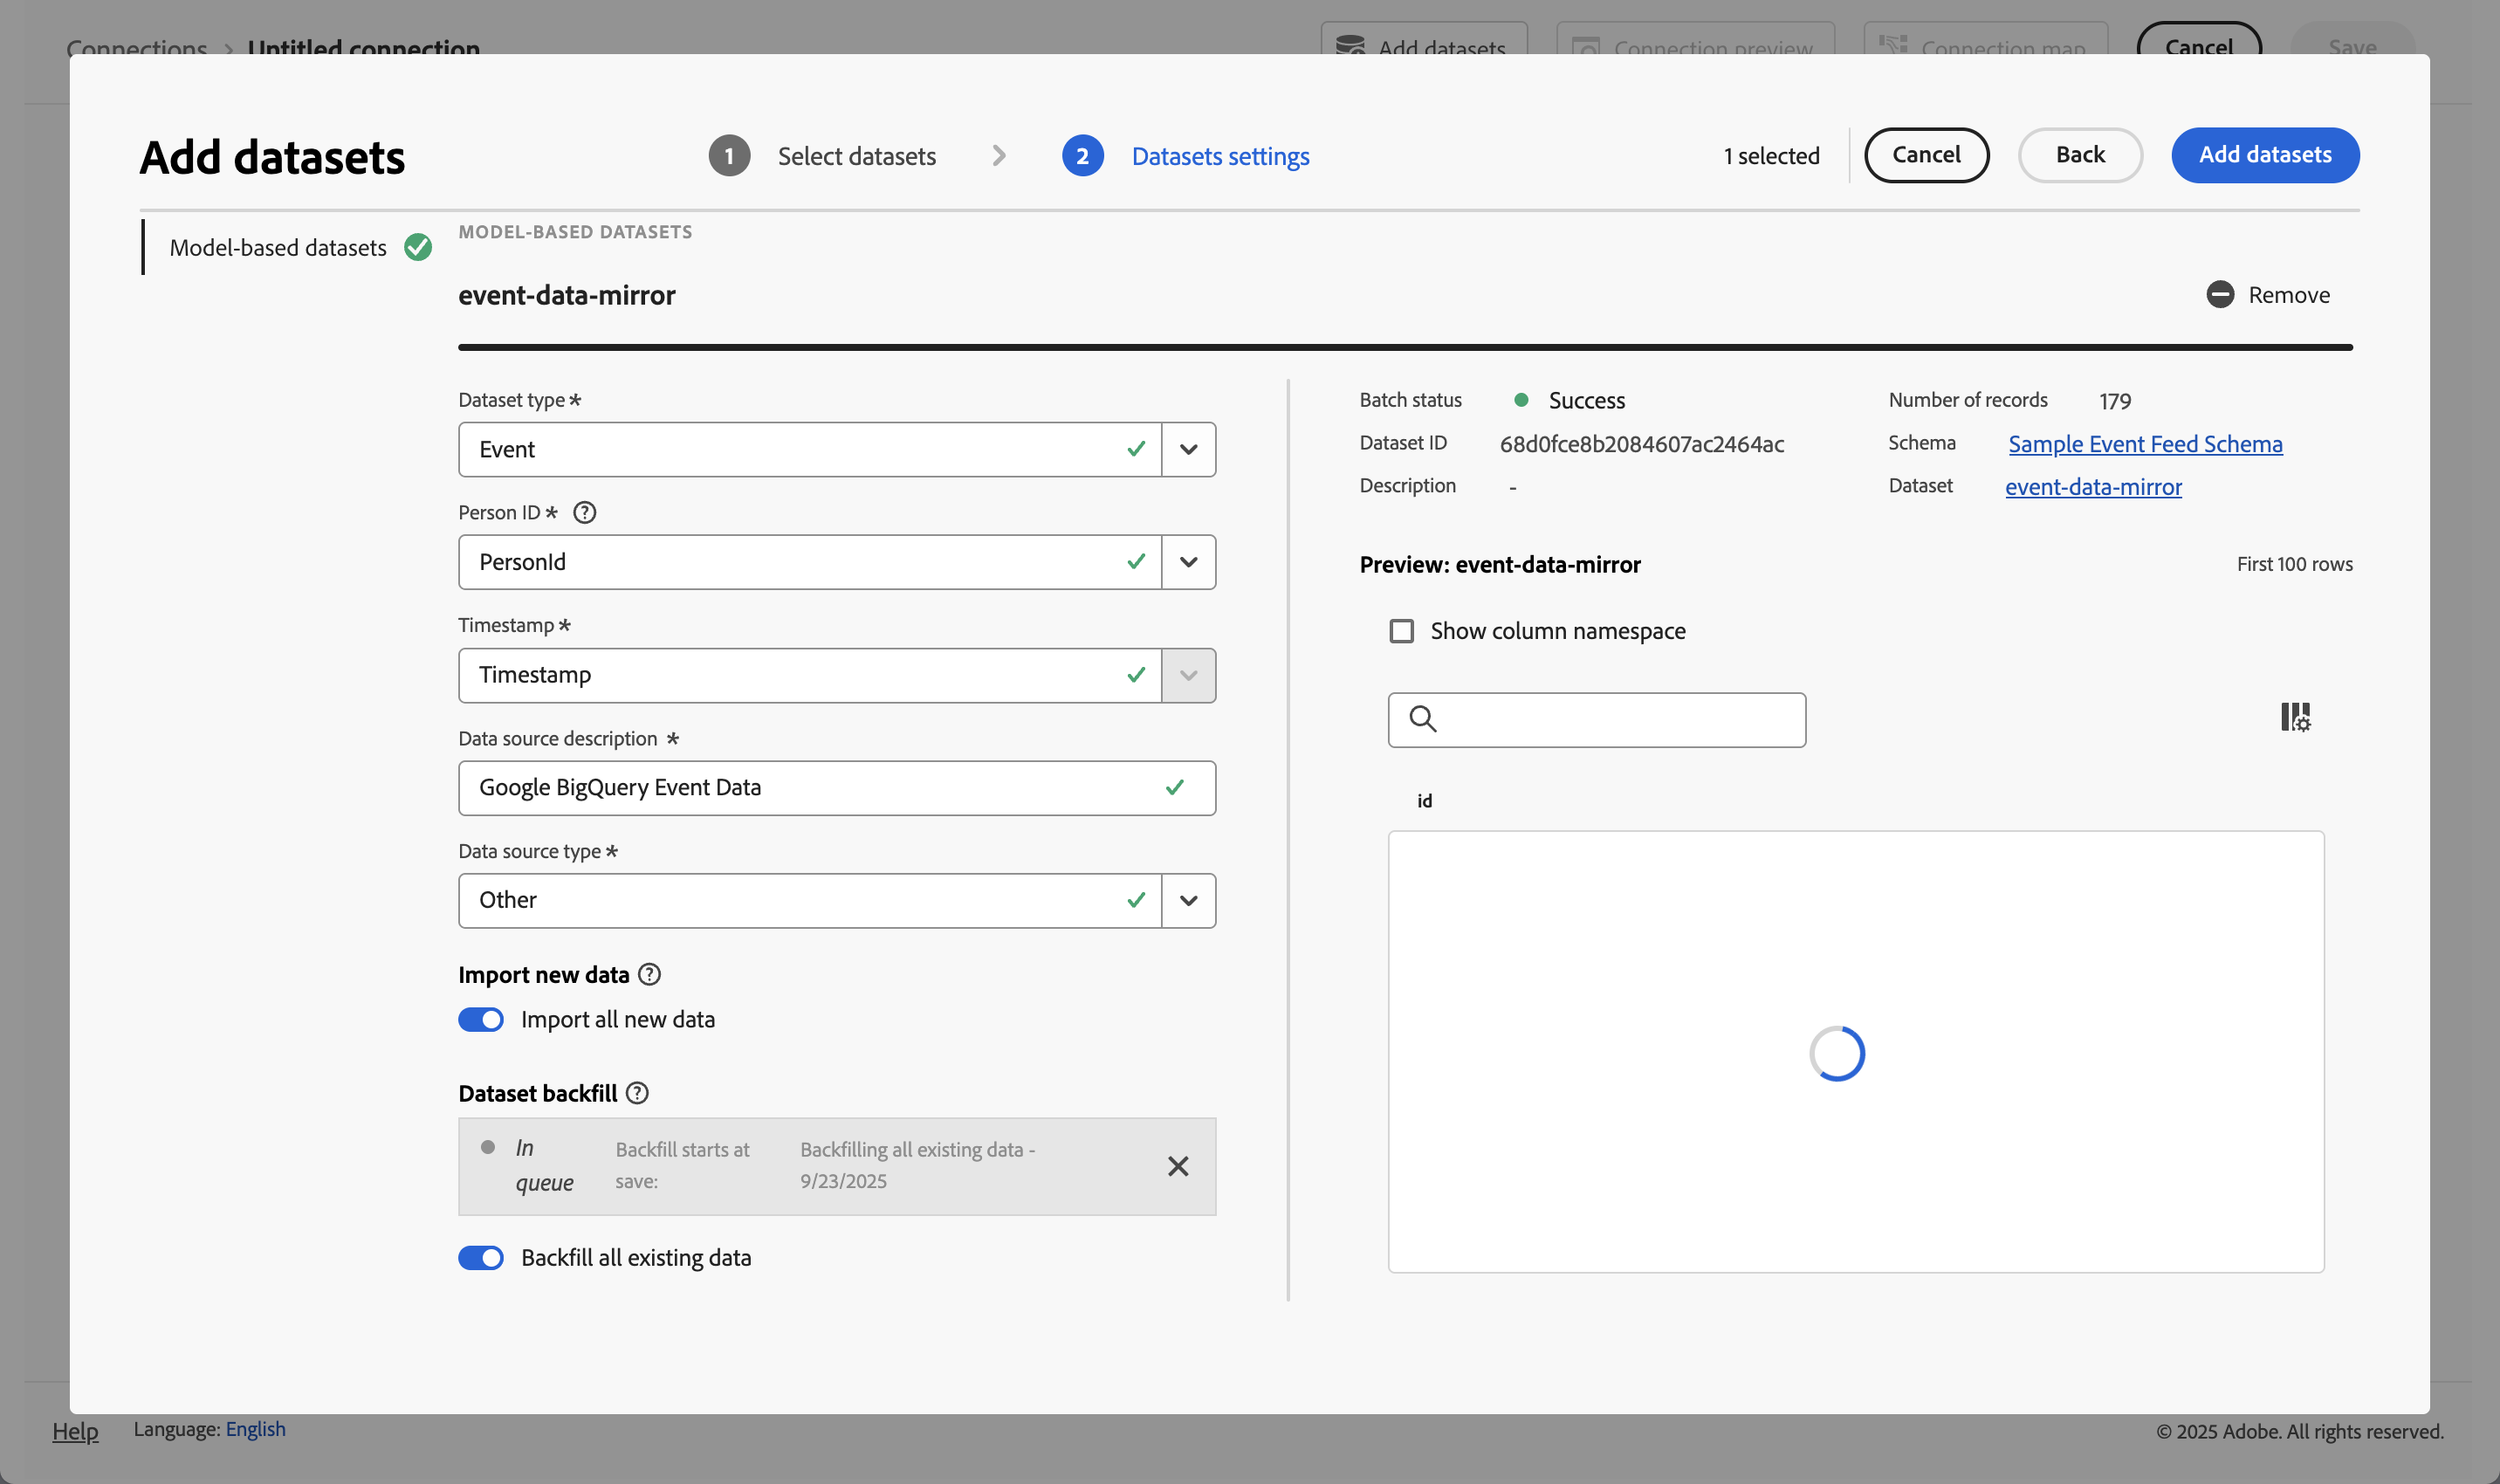 Connections > Untitled connection
Add datasets
Connection preview
Connection map
Cancel
Save
Add datasets
1 Select datasets
2 Datasets settings
1 selected
Cancel
Back
Add datasets
Model-based datasets
MODEL-BASED DATASETS
event-data-mirror
Remove
Dataset type *
Event
Person ID * ?
PersonId
Timestamp *
Timestamp
Data source description *
Google BigQuery Event Data
Data source type *
Other
Import new data ?
Import all new data
Dataset backfill ?
In
queue
Backfill starts at
save:
Backfilling all existing data -
9/23/2025
Backfill all existing data
Batch status
Success
Number of records
179
Dataset ID
68d0fce8b2084607ac2464ac
Schema
Sample Event Feed Schema
Description
-
Dataset
event-data-mirror
Preview: event-data-mirror
First 100 rows
Show column namespace
id
Help
Language: English
© 2025 Adobe. All rights reserved.